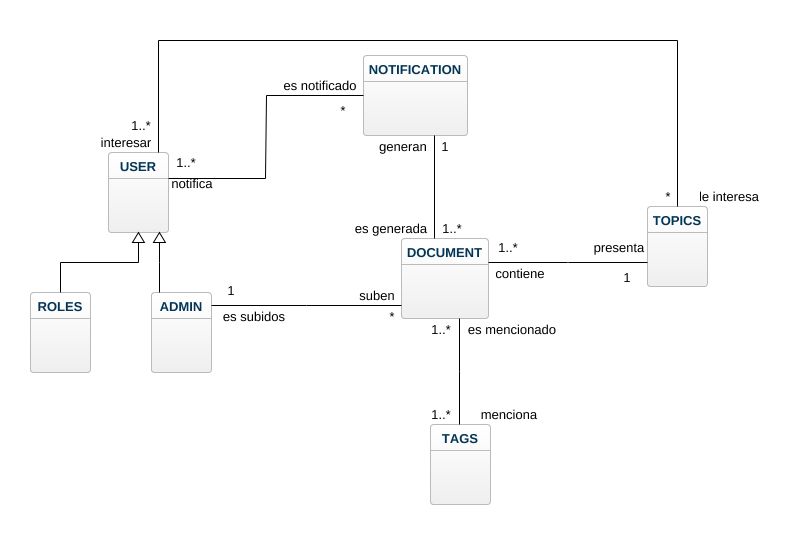 NOTIFICATION
es notificado
*
1..*
interesar
USER
1..*
notifica
generan 1
* le interesa
TOPICS
es generada 1..*
DOCUMENT
1..* presenta
contiene 1
ROLES
ADMIN
1
es subidos
suben
*
1..* es mencionado
1..* menciona
TAGS